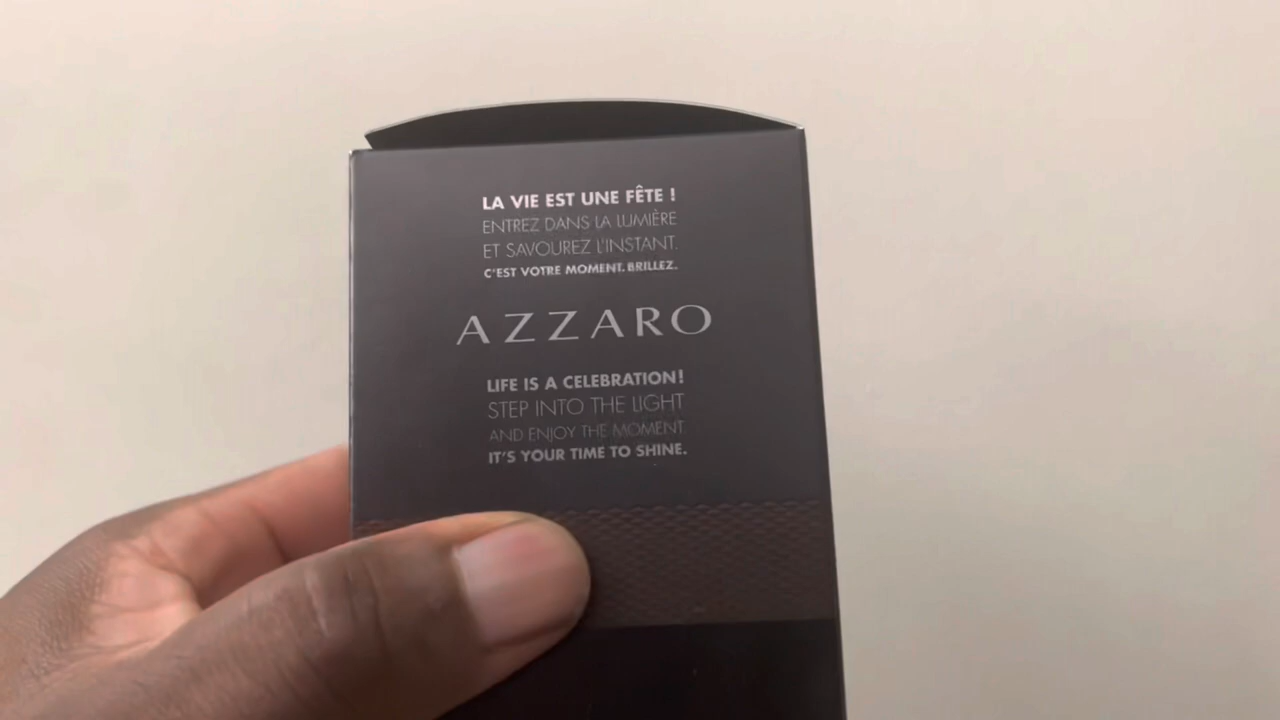 LA VIE EST UNE FÊTE !
ENTREZ DANS LA LUMIÈRE
ET SAVOUREZ L'INSTANT.
C'EST VOTRE MOMENT. BRILLEZ.
AZZARO
LIFE IS A CELEBRATION!
STEP INTO THE LIGHT
AND ENJOY THE MOMENT
IT'S YOUR TIME TO SHINE.